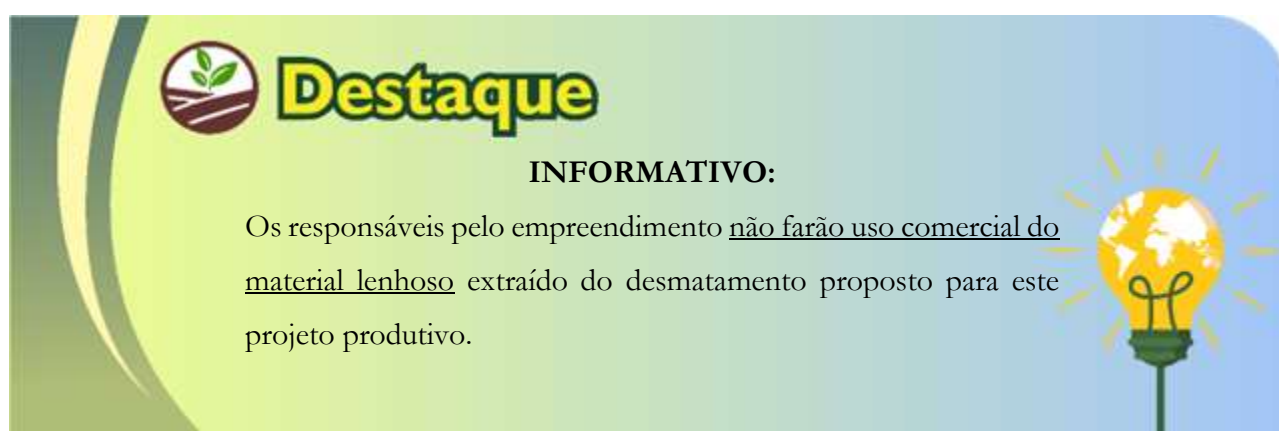 Destaque
INFORMATIVO:
Os responsáveis pelo empreendimento não farão uso comercial do
material lenhoso extraído do desmatamento proposto para este
projeto produtivo.